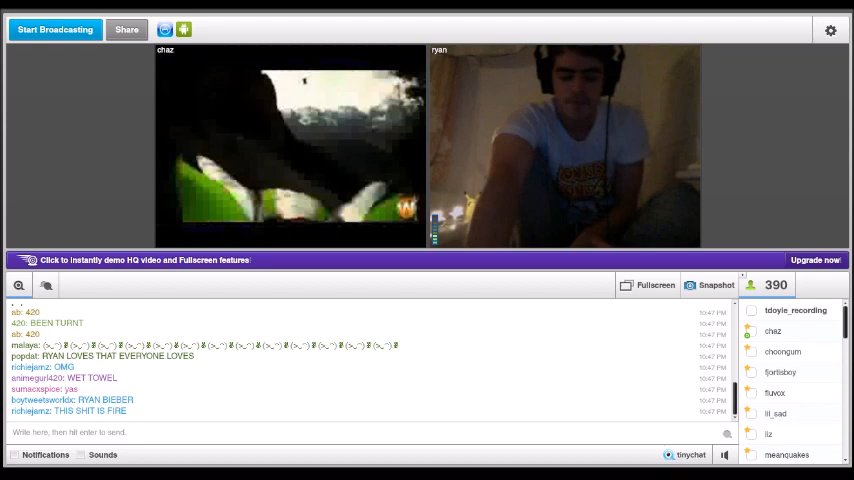 Start Broadcasting
Share
chaz
ryan
Click to instantly demo HQ video and Fullscreen features!
Upgrade now!
Fullscreen
Snapshot
390
ab: 420 10:47 PM
420: BEEN TURNT 10:47 PM
ab: 420 10:47 PM
malaya: 10:47 PM
popdat: RYAN LOVES THAT EVERYONE LOVES 10:47 PM
richiejamz: OMG 10:47 PM
animegurl420: WET TOWEL 10:47 PM
sumacxspice: yas 10:47 PM
boytweetsworldx: RYAN BIEBER 10:47 PM
richiejamz: THIS SHIT IS FIRE 10:47 PM
tdoyle_recording
chaz
choongum
fjortisboy
fluvox
lil_sad
liz
meanquakes
Write here, then hit enter to send.
Notifications
Sounds
tinychat